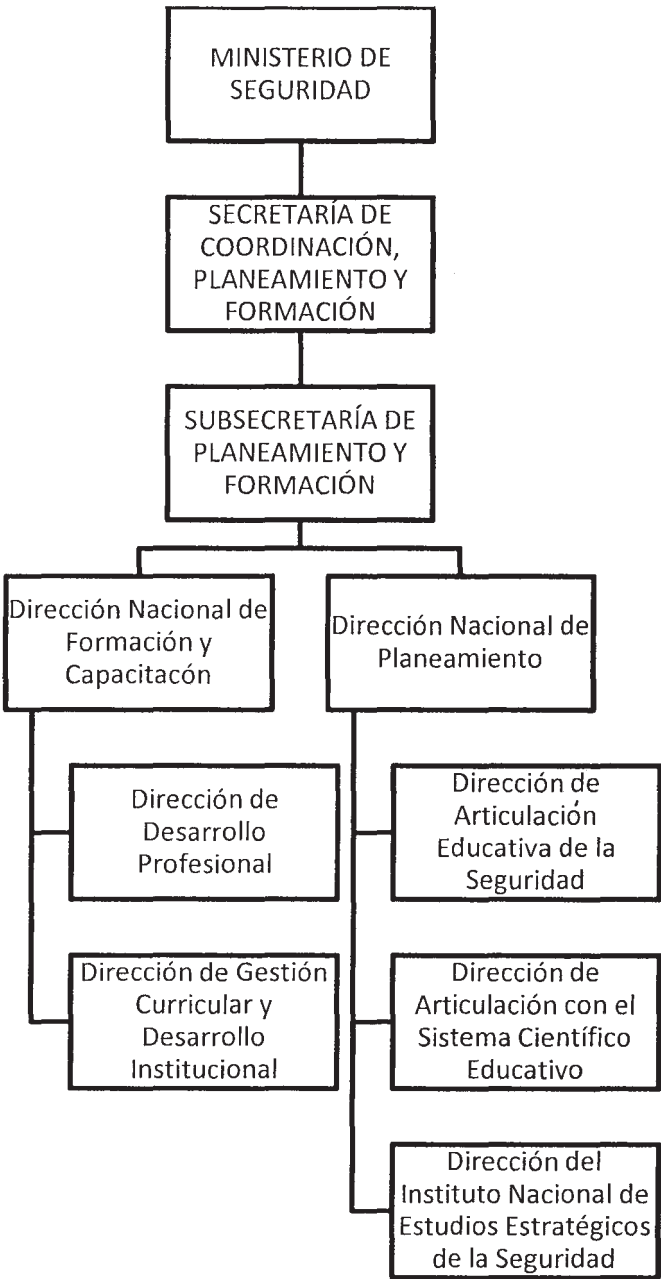 MINISTERIO DE
SEGURIDAD
SECRETARÍA DE
COORDINACIÓN,
PLANEAMIENTO Y
FORMACIÓN
SUBSECRETARÍA DE
PLANEAMIENTO Y
FORMACIÓN
Dirección Nacional de
Formación y
Capacitacón
Dirección Nacional de
Planeamiento
Dirección de
Desarrollo
Profesional
Dirección de Gestión
Curricular y
Desarrollo
Institucional
Dirección de
Articulación
Educativa de la
Seguridad
Dirección de
Articulación con el
Sistema Científico
Educativo
Dirección del
Instituto Nacional de
Estudios Estratégicos
de la Seguridad